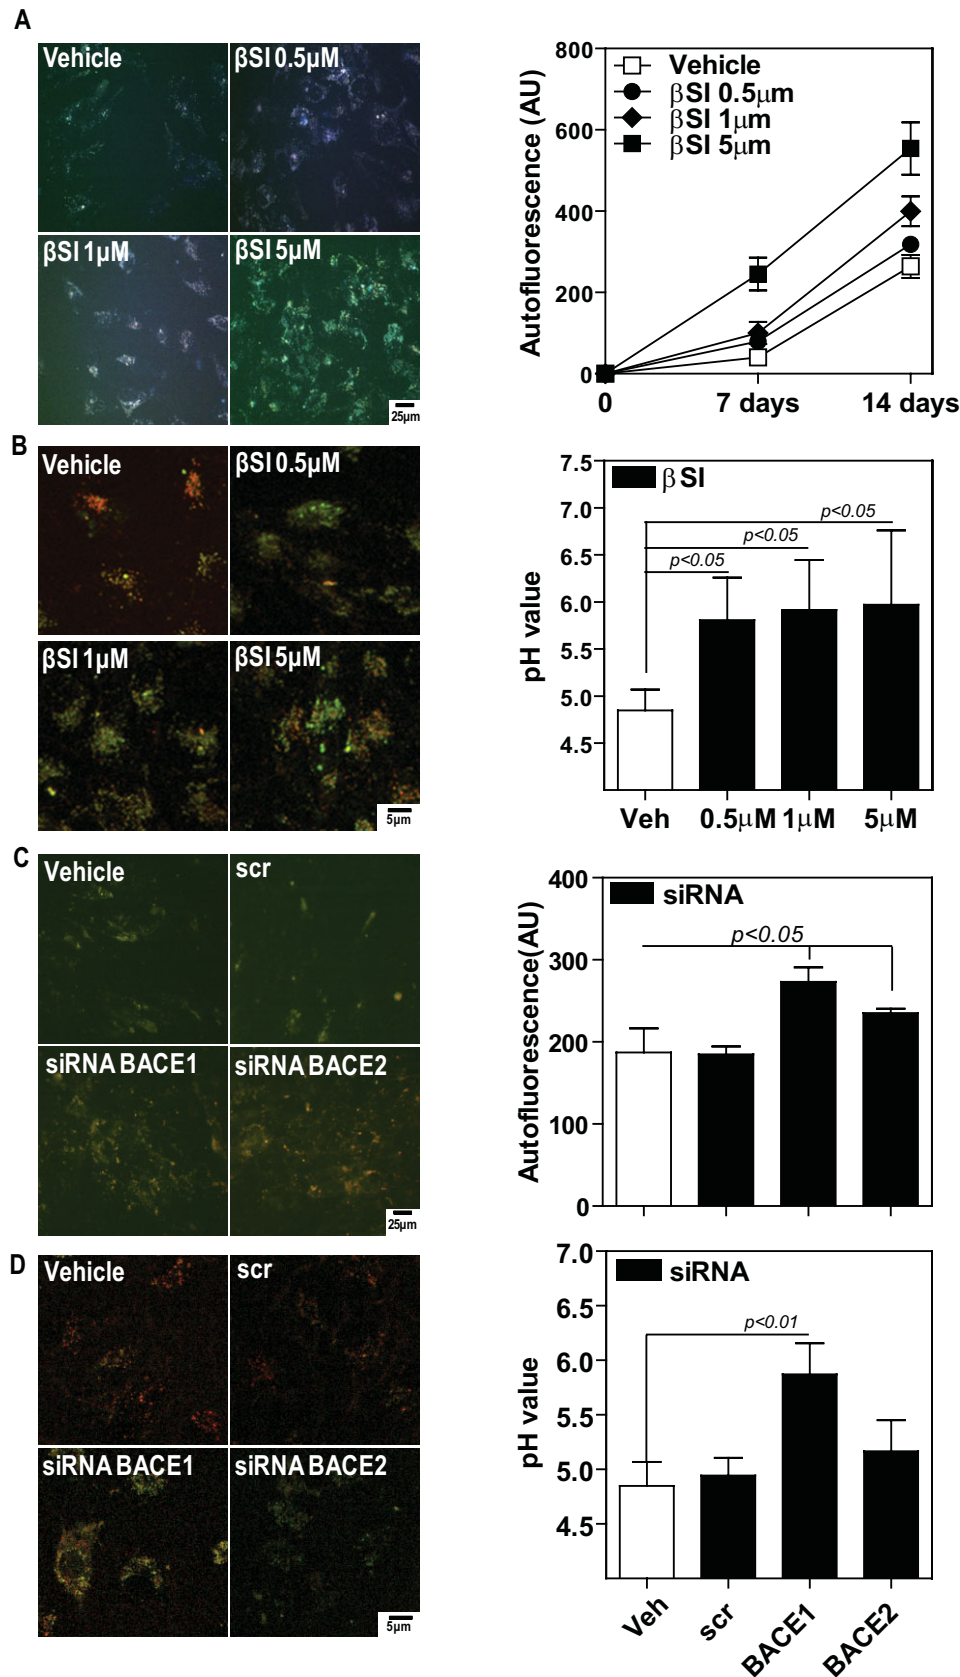 A
Vehicle
βSI 0.5µM
βSI 1µM
βSI 5µM
25µm
Autofluorescence (AU)
800
600
400
200
0
Vehicle
βSI 0.5µm
βSI 1µm
βSI 5µm
0
7 days
14 days
B
Vehicle
βSI 0.5µM
βSI 1µM
βSI 5µM
5µm
pH value
7.5
7.0
6.5
6.0
5.5
5.0
4.5
βSI
p<0.05
p<0.05
p<0.05
Veh
0.5µM
1µM
5µM
C
Vehicle
scr
siRNA BACE1
siRNA BACE2
25µm
Autofluorescence(AU)
400
300
200
100
0
siRNA
p<0.05
D
Vehicle
scr
siRNA BACE1
siRNA BACE2
5µm
pH value
7.0
6.5
6.0
5.5
5.0
4.5
siRNA
p<0.01
Veh
scr
BACE1
BACE2